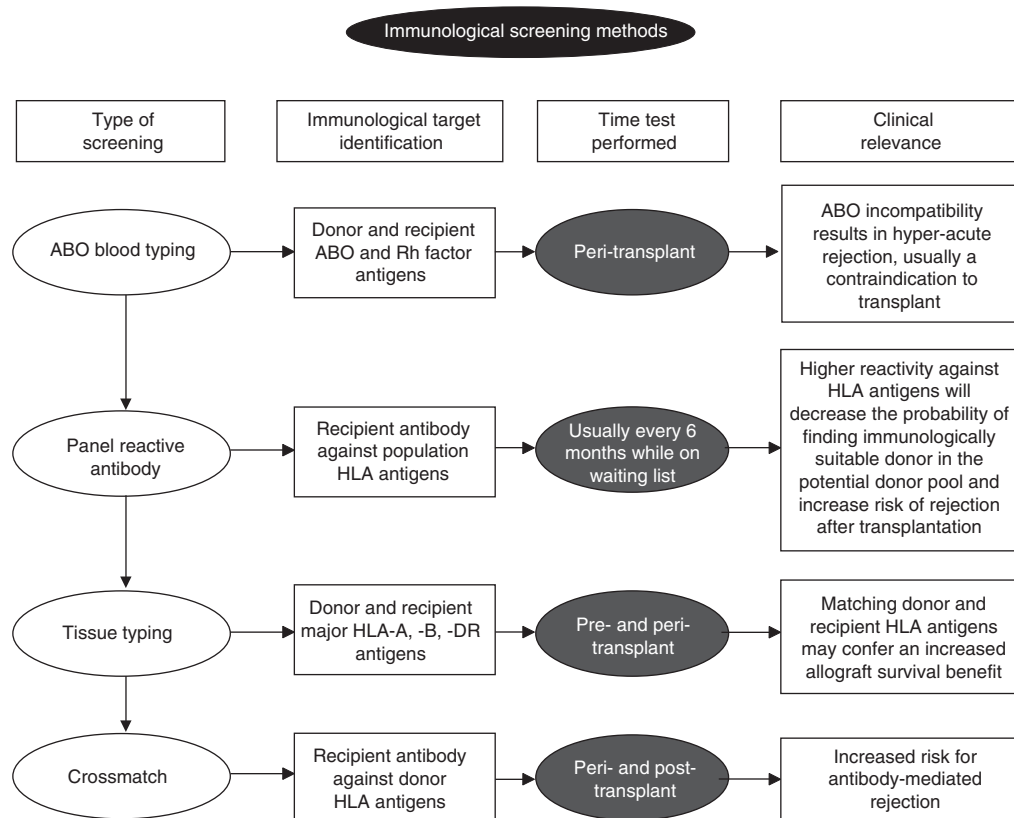 Immunological screening methods
Type of
screening
Immunological target
identification
Time test
performed
Clinical
relevance
ABO blood typing
Donor and recipient
ABO and Rh factor
antigens
Peri-transplant
ABO incompatibility
results in hyper-acute
rejection, usually a
contraindication to
transplant
Panel reactive
antibody
Recipient antibody
against population
HLA antigens
Usually every 6
months while on
waiting list
Higher reactivity against
HLA antigens will
decrease the probability of
finding immunologically
suitable donor in the
potential donor pool and
increase risk of rejection
after transplantation
Tissue typing
Donor and recipient
major HLA-A, -B, -DR
antigens
Pre- and peri-
transplant
Matching donor and
recipient HLA antigens
may confer an increased
allograft survival benefit
Crossmatch
Recipient antibody
against donor
HLA antigens
Peri- and post-
transplant
Increased risk for
antibody-mediated
rejection